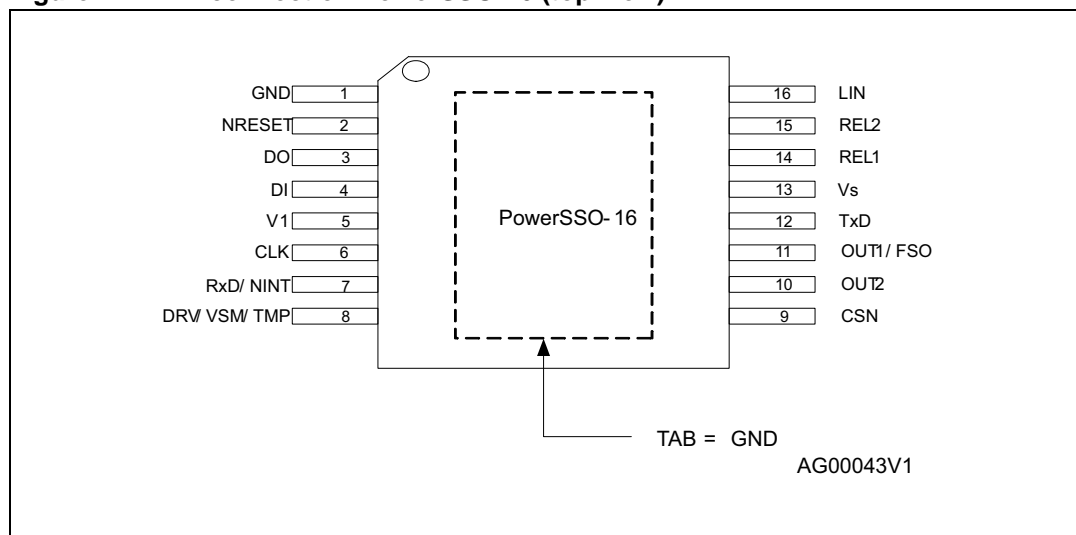 GND 1
NRESET 2
DO 3
DI 4
V1 5
CLK 6
RxD/ NINT 7
DRV/ VSM/ TMP 8
PowerSSO- 16
16 LIN
15 REL2
14 REL1
13 Vs
12 TxD
11 OUT1/ FSO
10 OUT2
9 CSN
TAB = GND
AG00043V1